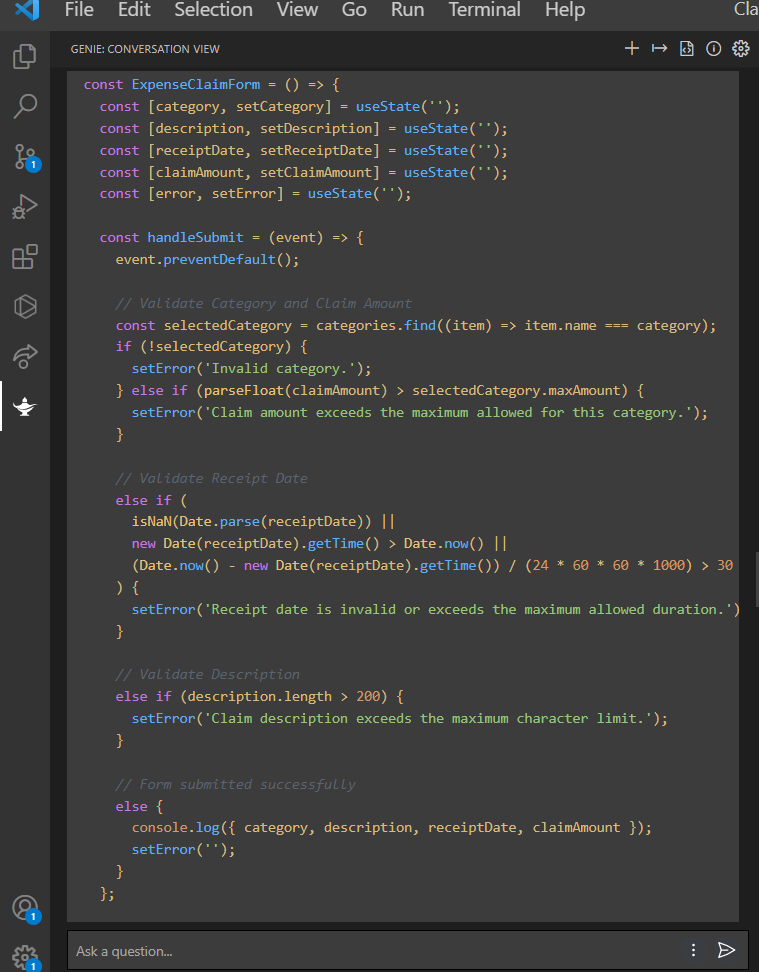 File Edit Selection View Go Run Terminal Help Cla
GENIE: CONVERSATION VIEW
const ExpenseClaimForm = () => {
const [category, setCategory] = useState('');
const [description, setDescription] = useState('');
const [receiptDate, setReceiptDate] = useState('');
const [claimAmount, setClaimAmount] = useState('');
const [error, setError] = useState('');
const handleSubmit = (event) => {
event.preventDefault();
// Validate Category and Claim Amount
const selectedCategory = categories.find((item) => item.name === category);
if (!selectedCategory) {
setError('Invalid category.');
} else if (parseFloat(claimAmount) > selectedCategory.maxAmount) {
setError('Claim amount exceeds the maximum allowed for this category.');
}
// Validate Receipt Date
else if (
isNaN(Date.parse(receiptDate)) ||
new Date(receiptDate).getTime() > Date.now() ||
(Date.now() - new Date(receiptDate).getTime()) / (24 * 60 * 60 * 1000) > 30
) {
setError('Receipt date is invalid or exceeds the maximum allowed duration.')
}
// Validate Description
else if (description.length > 200) {
setError('Claim description exceeds the maximum character limit.');
}
// Form submitted successfully
else {
console.log({ category, description, receiptDate, claimAmount });
setError('');
}
};
Ask a question...
1
1
1